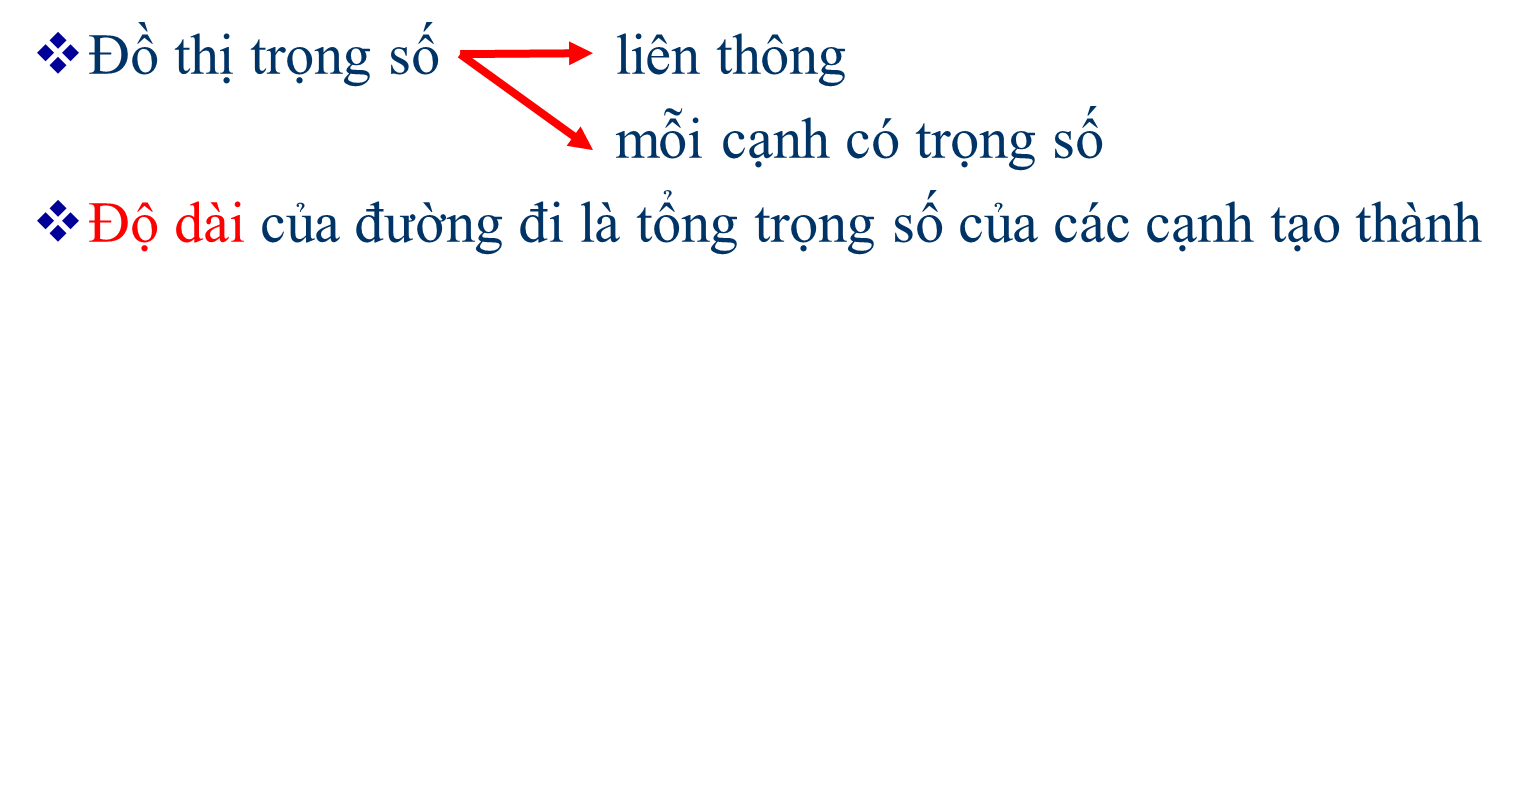 ❖Đồ thị trọng số liên thông
mỗi cạnh có trọng số
❖Độ dài của đường đi là tổng trọng số của các cạnh tạo thành